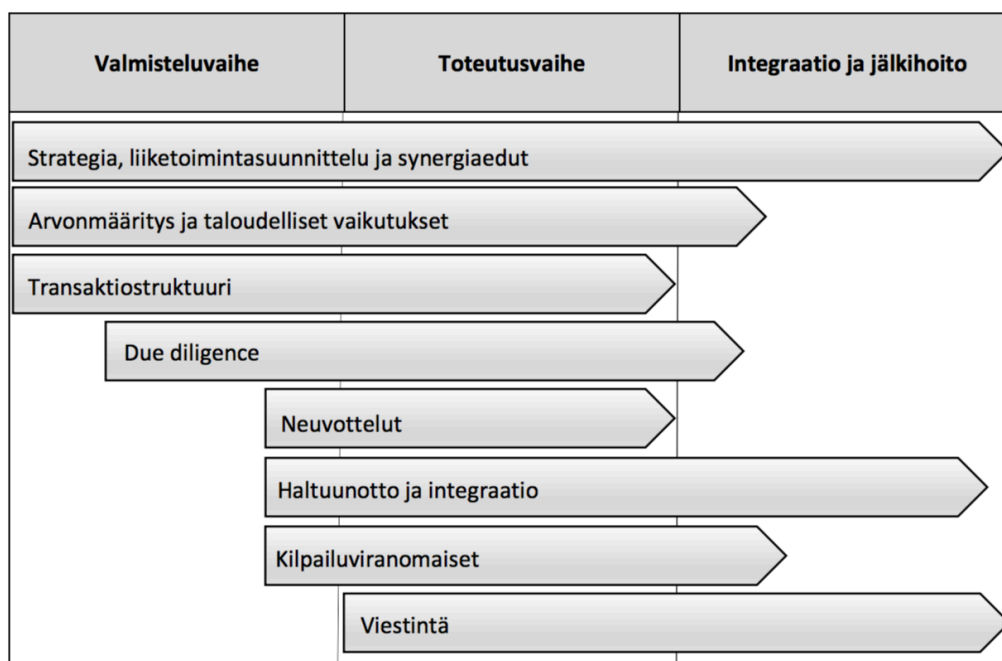 Valmisteluvaihe
Toteutusvaihe
Integraatio ja jälkihoito
Strategia, liiketoimintasuunnittelu ja synergiaedut
Arvonmääritys ja taloudelliset vaikutukset
Transaktiostruktuuri
Due diligence
Neuvottelut
Haltuunotto ja integraatio
Kilpailuviranomaiset
Viestintä